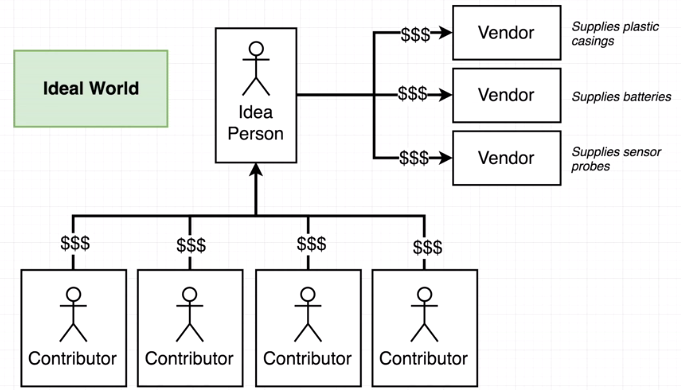 Ideal World
Idea
Person
$$$
Vendor
Supplies plastic
casings
$$$
Vendor
Supplies batteries
$$$
Vendor
Supplies sensor
probes
$$$
$$$
$$$
$$$
Contributor
Contributor
Contributor
Contributor